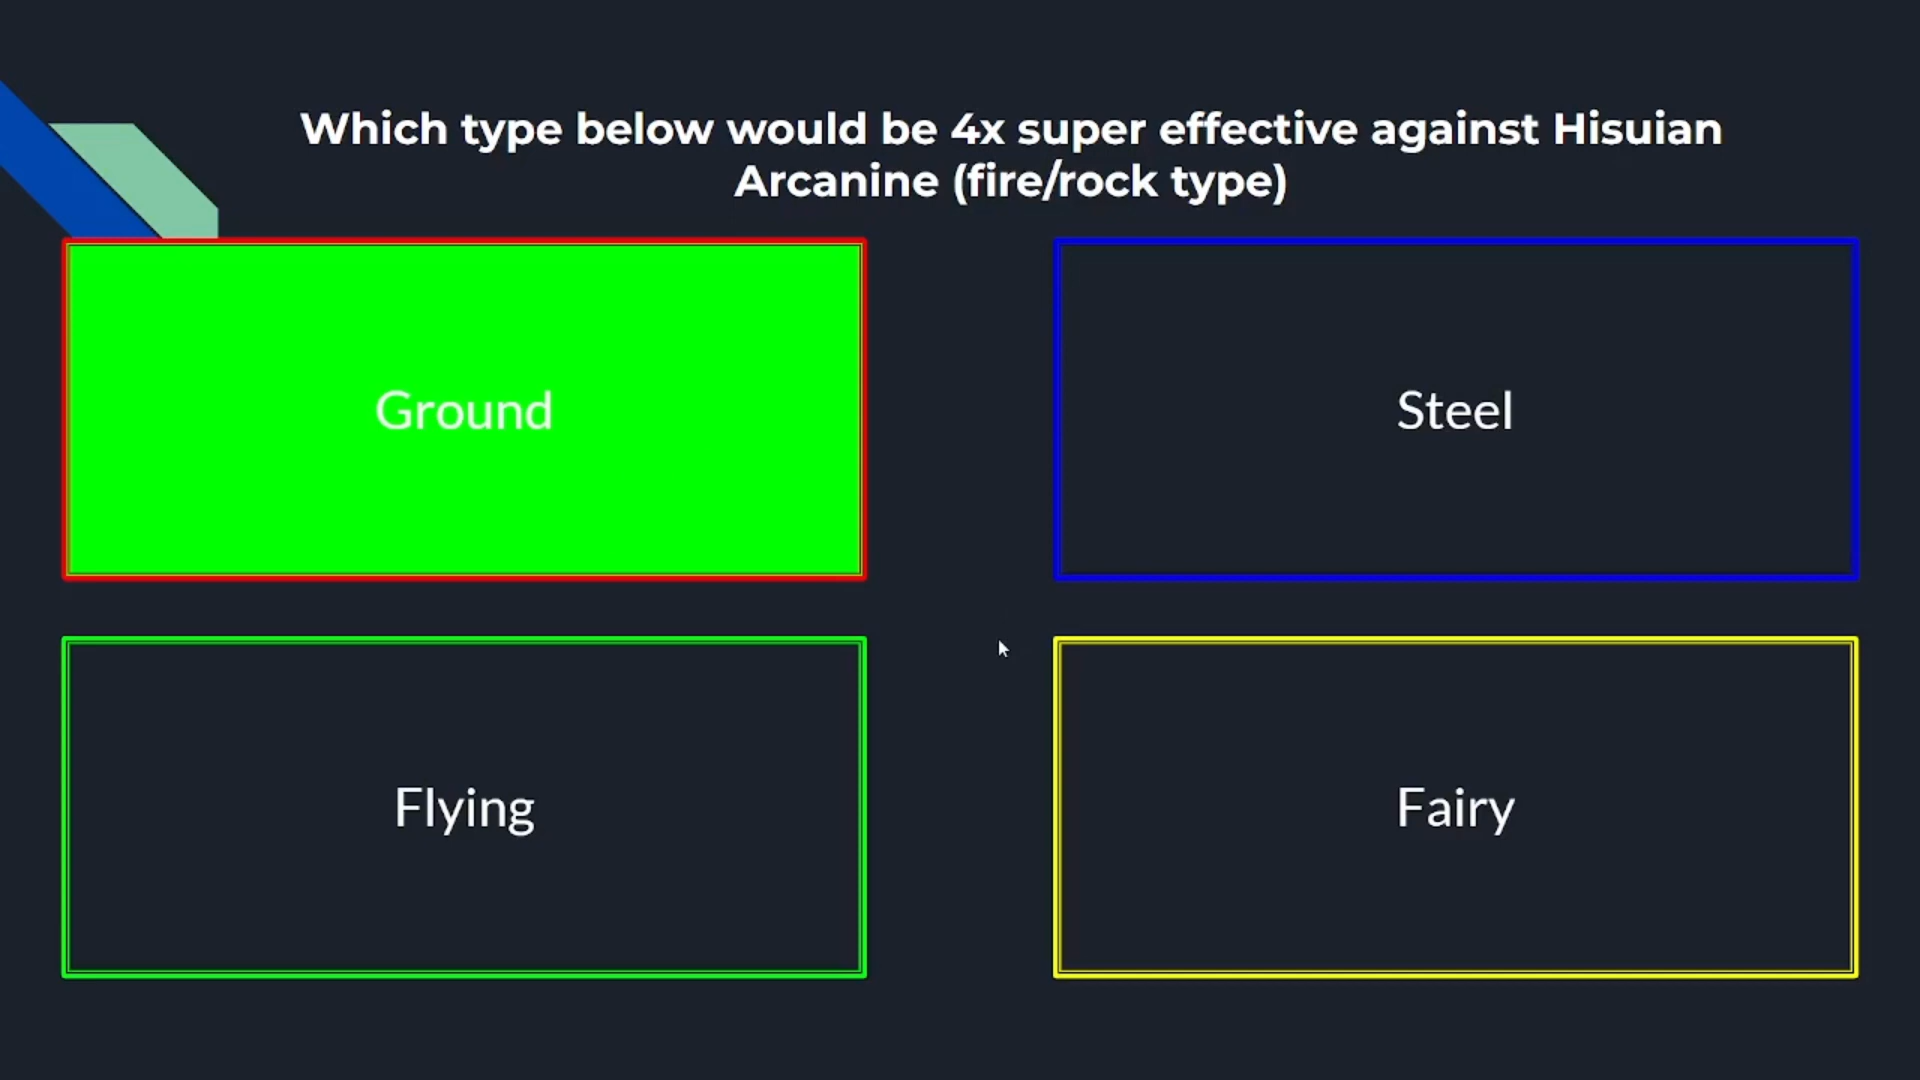 Which type below would be 4x super effective against Hisuian
Arcanine (fire/rock type)
Ground
Steel
Flying
Fairy